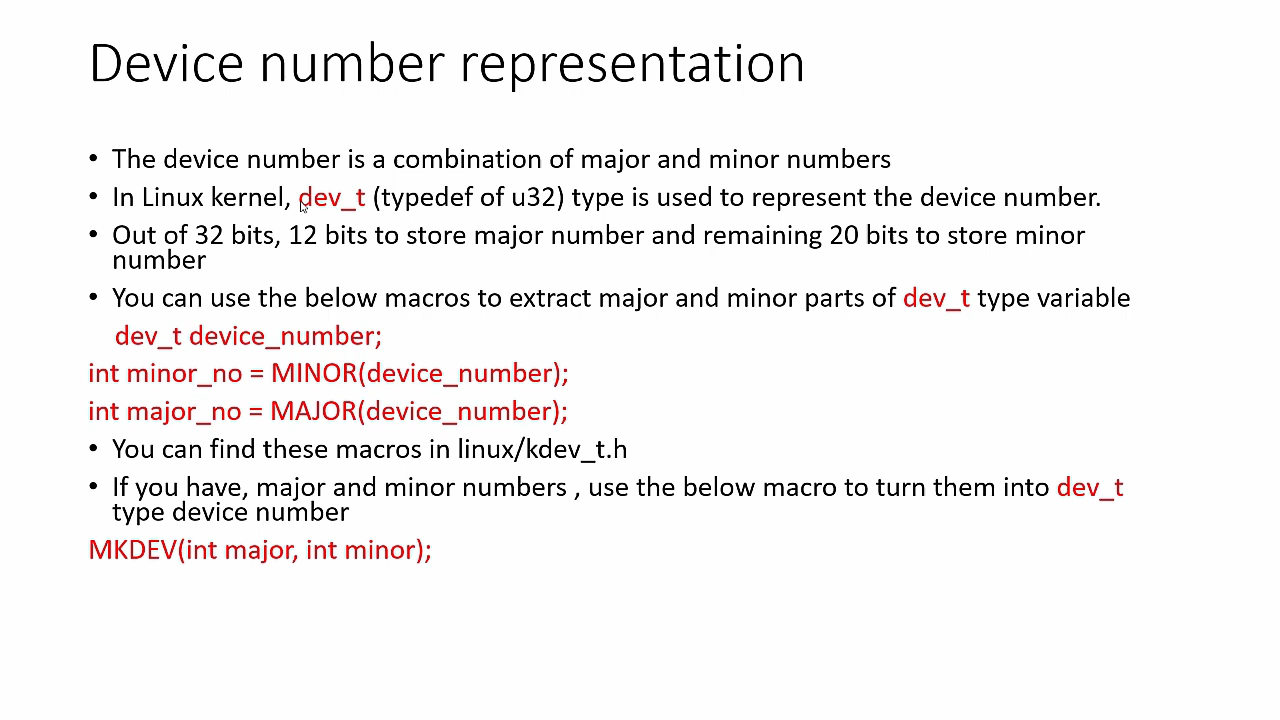 Device number representation
• The device number is a combination of major and minor numbers
• In Linux kernel, dev_t (typedef of u32) type is used to represent the device number.
• Out of 32 bits, 12 bits to store major number and remaining 20 bits to store minor
number
• You can use the below macros to extract major and minor parts of dev_t type variable
dev_t device_number;
int minor_no = MINOR(device_number);
int major_no = MAJOR(device_number);
• You can find these macros in linux/kdev_t.h
• If you have, major and minor numbers , use the below macro to turn them into dev_t
type device number
MKDEV(int major, int minor);